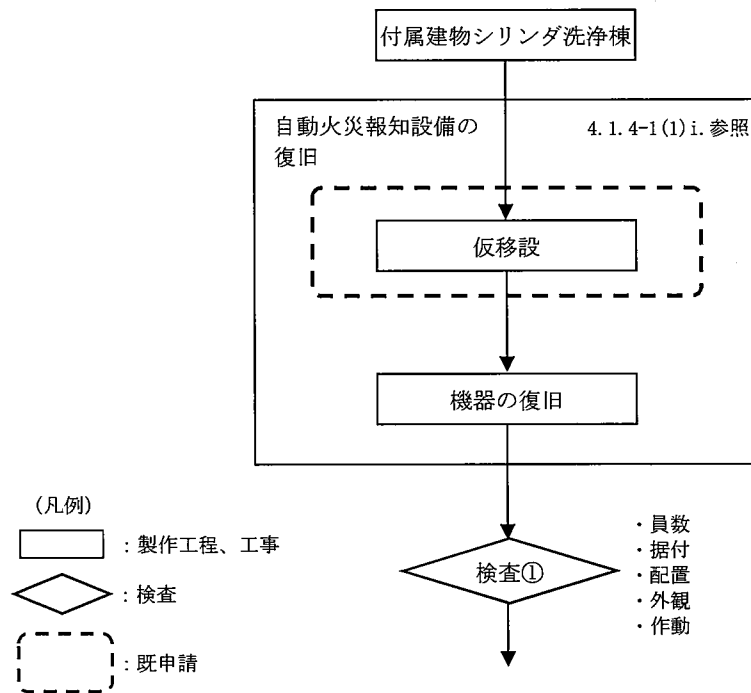 付属建物シリンダ洗浄棟
自動火災報知設備の
復旧
4.1.4-1(1)i.参照
仮移設
機器の復旧
検査①
・員数
・据付
・配置
・外観
・作動
(凡例)
：製作工程、工事
：検査
：既申請